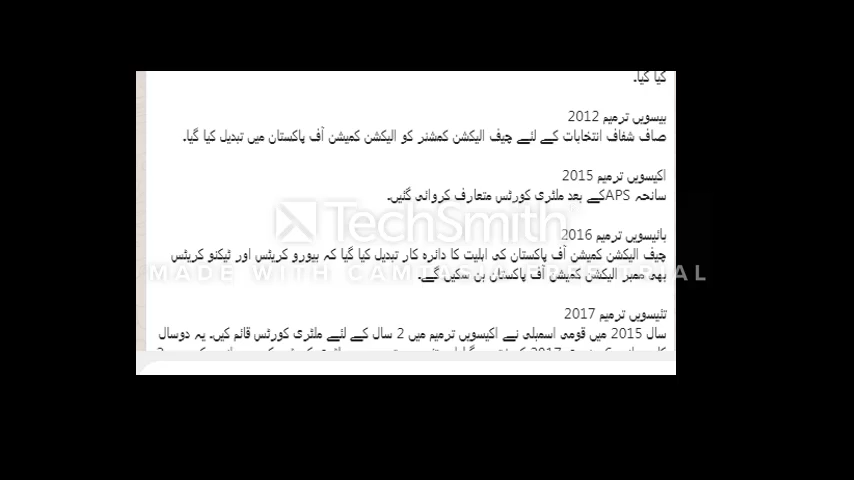 کیا گیا۔
بیسویں ترمیم 2012
صاف شفاف انتخابات کے لئے چیف الیکشن کمشنر کو الیکشن کمیشن آف پاکستان میں تبدیل کیا گیا۔
اکیسویں ترمیم 2015
سانحہ APSکے بعد ملٹری کورٹس متعارف کروائی گئیں۔
TechSmith
بائیسویں ترمیم 2016
چیف الیکشن کمیشن آف پاکستان کی اہلیت کا دائرہ کار تبدیل کیا گیا کہ بیورو کریٹس اور ٹیکنو کریٹس
بھی ممبر الیکشن کمیشن آف پاکستان بن سکیں گے۔
MADE WITH CAMTASIA FREE TRIAL
تئیسویں ترمیم 2017
سال 2015 میں قومی اسمبلی نے اکیسویں ترمیم میں 2 سال کے لئے ملٹری کورٹس قائم کیں۔ یہ دوسال